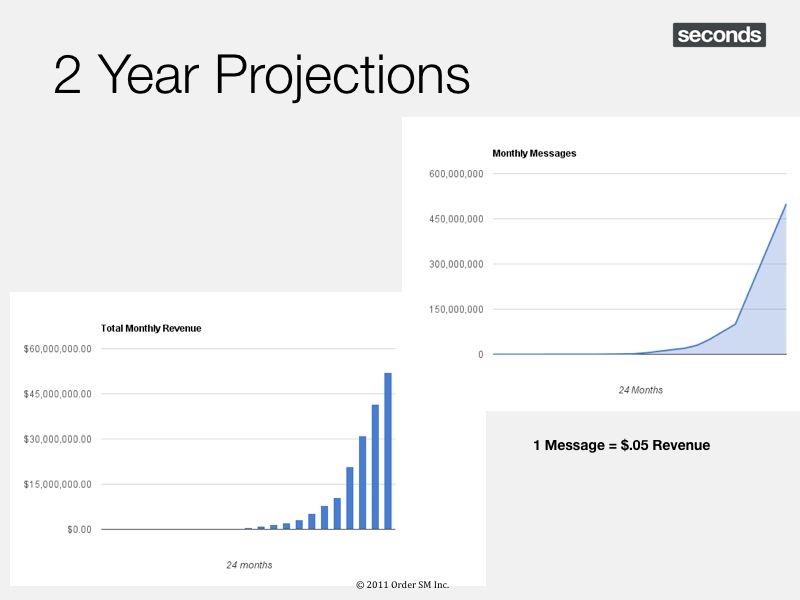 seconds
2 Year Projections
Monthly Messages
600,000,000
450,000,000
300,000,000
150,000,000
0
24 Months
Total Monthly Revenue
$60,000,000.00
$45,000,000.00
$30,000,000.00
$15,000,000.00
$0.00
24 months
1 Message = $.05 Revenue
© 2011 Order SM Inc.